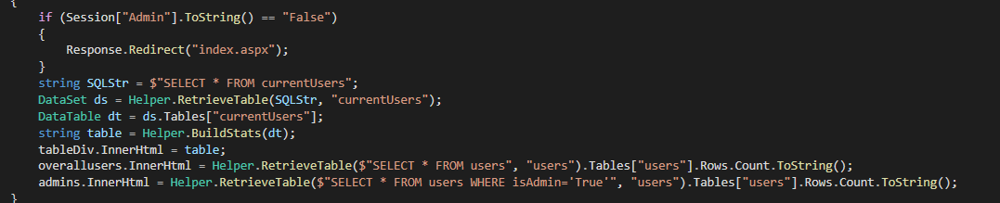 {
if (Session["Admin"].ToString() == "False")
{
Response.Redirect("index.aspx");
}
string SQLStr = $"SELECT * FROM currentUsers";
DataSet ds = Helper.RetrieveTable(SQLStr, "currentUsers");
DataTable dt = ds.Tables["currentUsers"];
string table = Helper.BuildStats(dt);
tableDiv.InnerHtml = table;
overallusers.InnerHtml = Helper.RetrieveTable($"SELECT * FROM users", "users").Tables["users"].Rows.Count.ToString();
admins.InnerHtml = Helper.RetrieveTable($"SELECT * FROM users WHERE isAdmin='True'", "users").Tables["users"].Rows.Count.ToString();
}